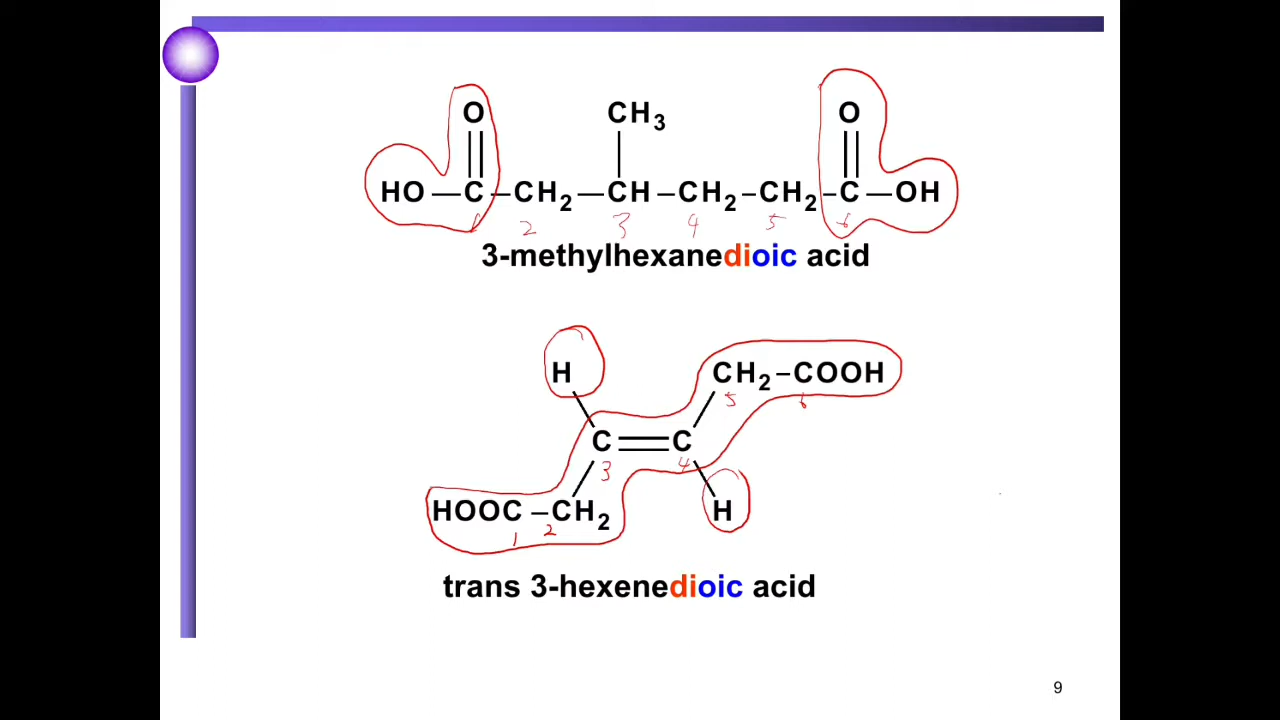 O CH3 O
HO—C–CH2—CH–CH2–CH2–C—OH
1 2 3 4 5 6
3-methylhexanedioic acid
H CH2–COOH
5 6
C=C
3 4
HOOC–CH2 H
1 2
trans 3-hexenedioic acid
9